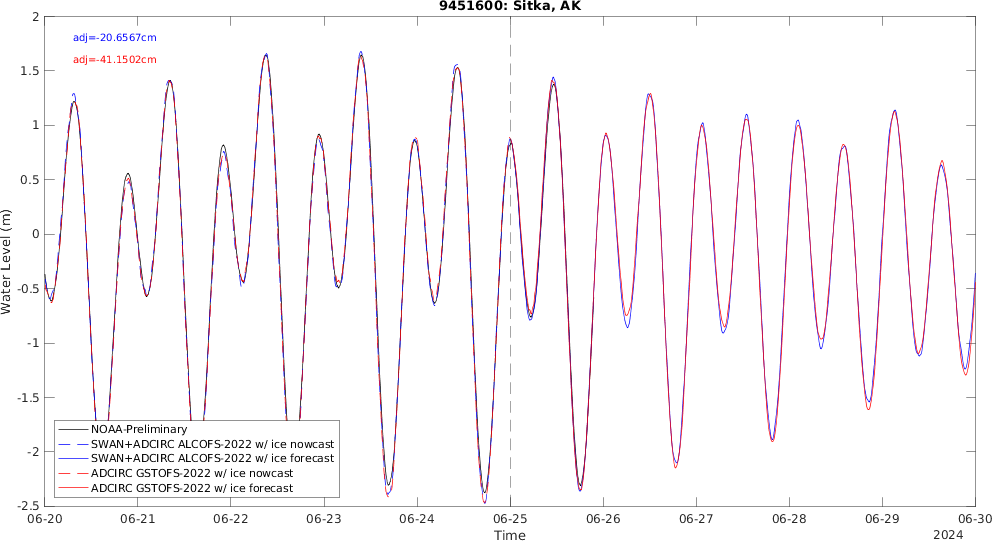 9451600: Sitka, AK
adj=-20.6567cm
adj=-41.1502cm
Water Level (m)
2
1.5
1
0.5
0
-0.5
-1
-1.5
-2
-2.5
NOAA-Preliminary
SWAN+ADCIRC ALCOFS-2022 w/ ice nowcast
SWAN+ADCIRC ALCOFS-2022 w/ ice forecast
ADCIRC GSTOFS-2022 w/ ice nowcast
ADCIRC GSTOFS-2022 w/ ice forecast
06-20 06-21 06-22 06-23 06-24 06-25 06-26 06-27 06-28 06-29 06-30
Time
2024